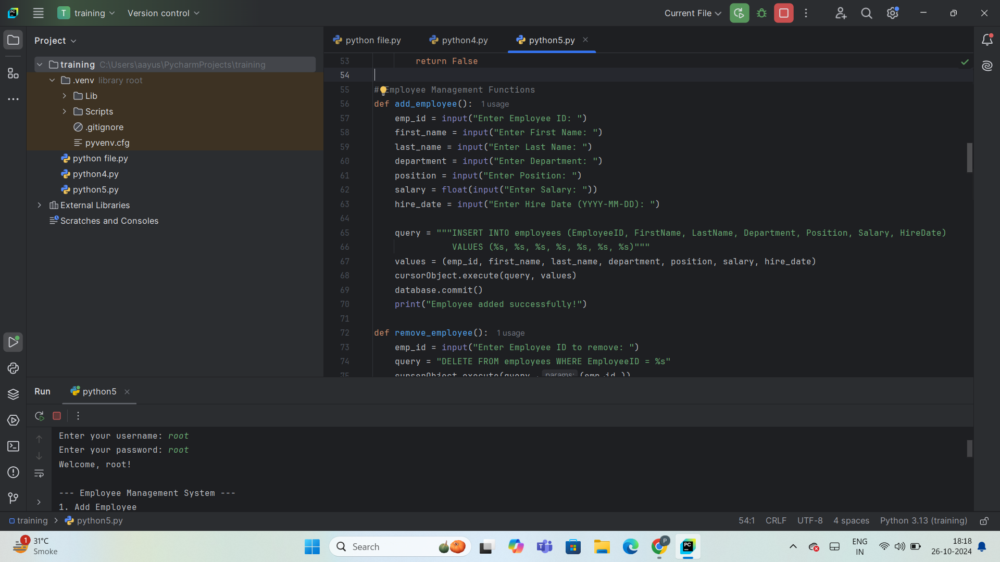 PC
T training Version control
Current File
Project
training C:\Users\aayus\PycharmProjects\training
.venv library root
Lib
Scripts
.gitignore
pyvenv.cfg
python file.py
python4.py
python5.py
External Libraries
Scratches and Consoles
python file.py python4.py python5.py
53 return False
54
55 # Employee Management Functions
56 def add_employee(): 1 usage
57 emp_id = input("Enter Employee ID: ")
58 first_name = input("Enter First Name: ")
59 last_name = input("Enter Last Name: ")
60 department = input("Enter Department: ")
61 position = input("Enter Position: ")
62 salary = float(input("Enter Salary: "))
63 hire_date = input("Enter Hire Date (YYYY-MM-DD): ")
64
65 query = """INSERT INTO employees (EmployeeID, FirstName, LastName, Department, Position, Salary, HireDate)
66 VALUES (%s, %s, %s, %s, %s, %s, %s)"""
67 values = (emp_id, first_name, last_name, department, position, salary, hire_date)
68 cursorObject.execute(query, values)
69 database.commit()
70 print("Employee added successfully!")
71
72 def remove_employee(): 1 usage
73 emp_id = input("Enter Employee ID to remove: ")
74 query = "DELETE FROM employees WHERE EmployeeID = %s"
75 cursorObject.execute(query , params: (emp_id,))
Run python5
Enter your username: root
Enter your password: root
Welcome, root!
--- Employee Management System ---
1. Add Employee
training > python5.py
54:1 CRLF UTF-8 4 spaces Python 3.13 (training)
1
31°C
Smoke
Search
T
P
PC
ENG
IN
18:18
26-10-2024